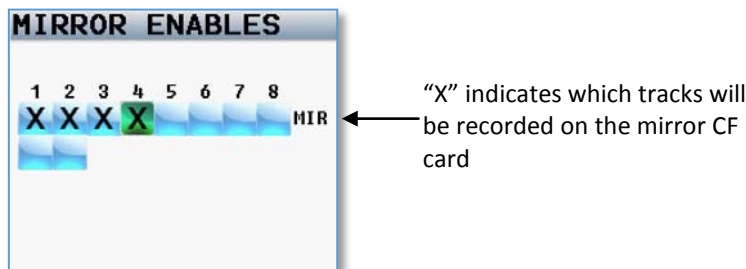 MIRROR ENABLES
1 2 3 4 5 6 7 8
X X X X MIR
“X” indicates which tracks will
be recorded on the mirror CF
card